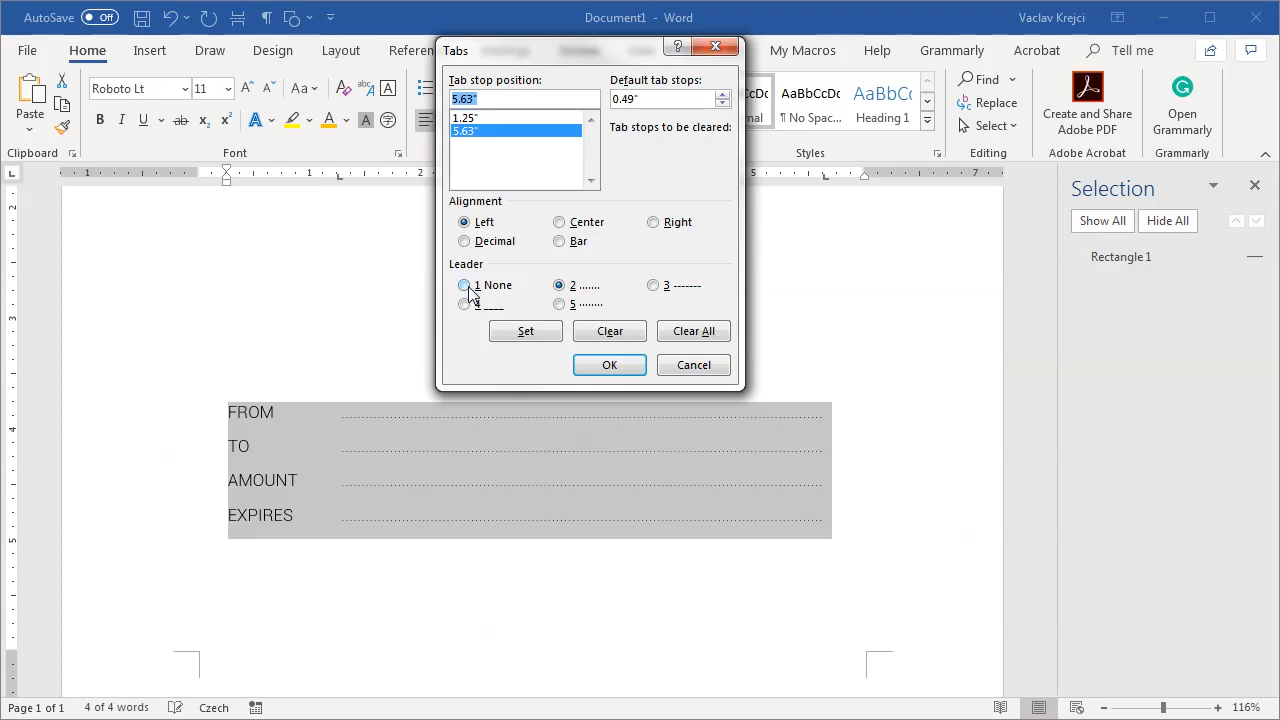 AutoSave Off Document1 - Word Vaclav Krejci
File Home Insert Draw Design Layout My Macros Help Grammarly Acrobat Tell me
Paste
Roboto Lt 11 Aa
B I U
¶ No Spac... Heading 1
Find
Replace
Select
Create and Share
Adobe PDF
Grammarly
Clipboard Font Styles Editing Adobe Acrobat Grammarly
Tabs
Tab stop position: Default tab stops:
5.63" 0.49"
1.25"
5.63"
Tab stops to be cleared:
Alignment
Left Center Right
Decimal Bar
Leader
1 None 2 ....... 3 -------
4 ____ 5 ········
Set Clear Clear All
OK Cancel
FROM ........................................
TO ........................................
AMOUNT ........................................
EXPIRES ........................................
Selection
Show All Hide All
Rectangle 1
Page 1 of 1 4 of 4 words Czech 116%